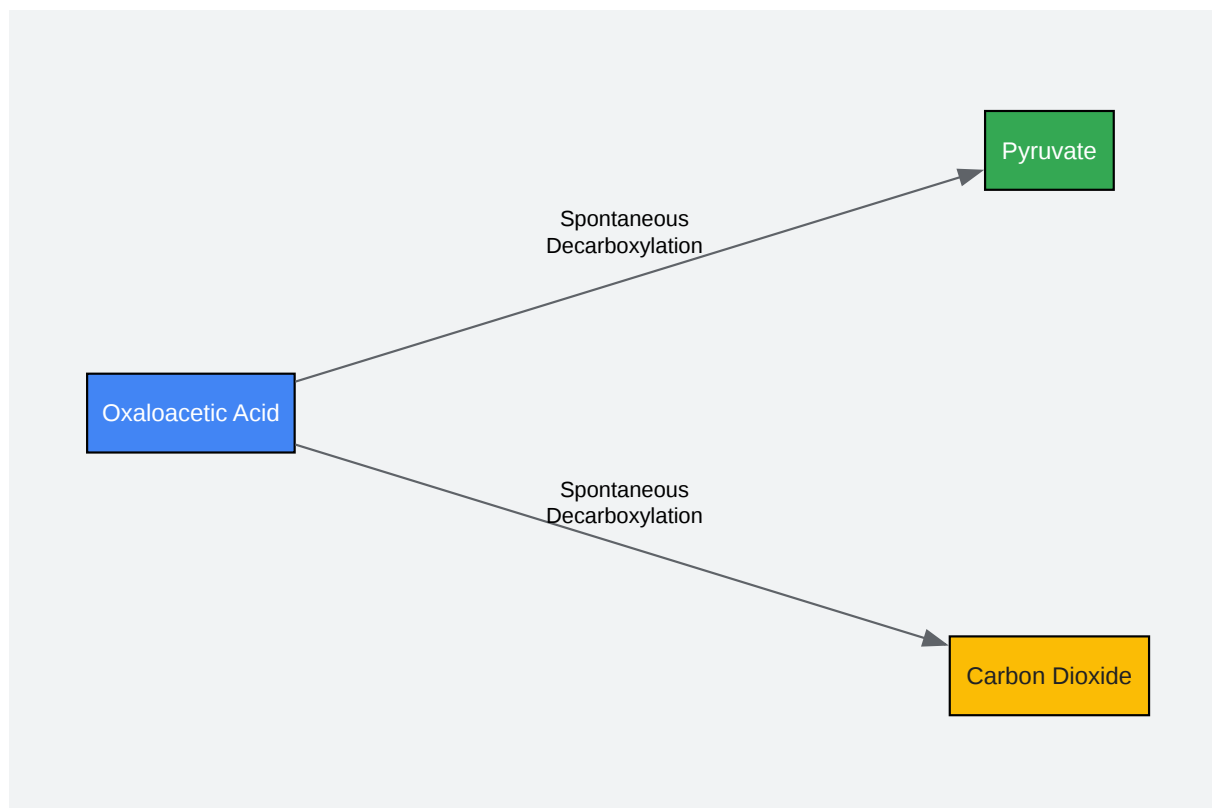 Pyruvate
Spontaneous
Decarboxylation
Oxaloacetic Acid
Spontaneous
Decarboxylation
Carbon Dioxide